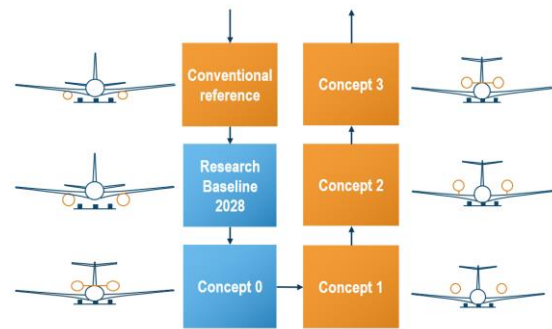 Conventional
reference
Research
Baseline
2028
Concept 0
Concept 1
Concept 2
Concept 3